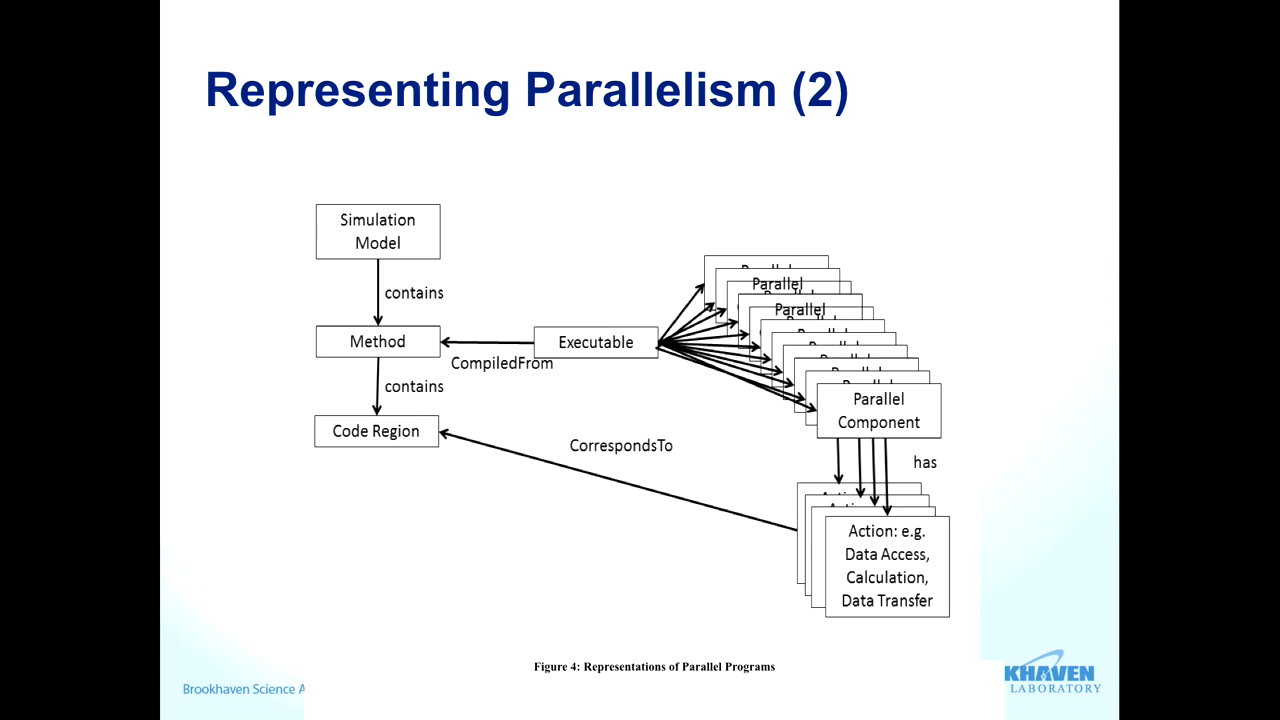 Representing Parallelism (2)
Simulation
Model
contains
Method
contains
Code Region
CompiledFrom
Executable
Parallel
Parallel
Parallel
Component
CorrespondsTo
has
Action: e.g.
Data Access,
Calculation,
Data Transfer
Figure 4: Representations of Parallel Programs
Brookhaven Science A
KHAVEN
LABORATORY